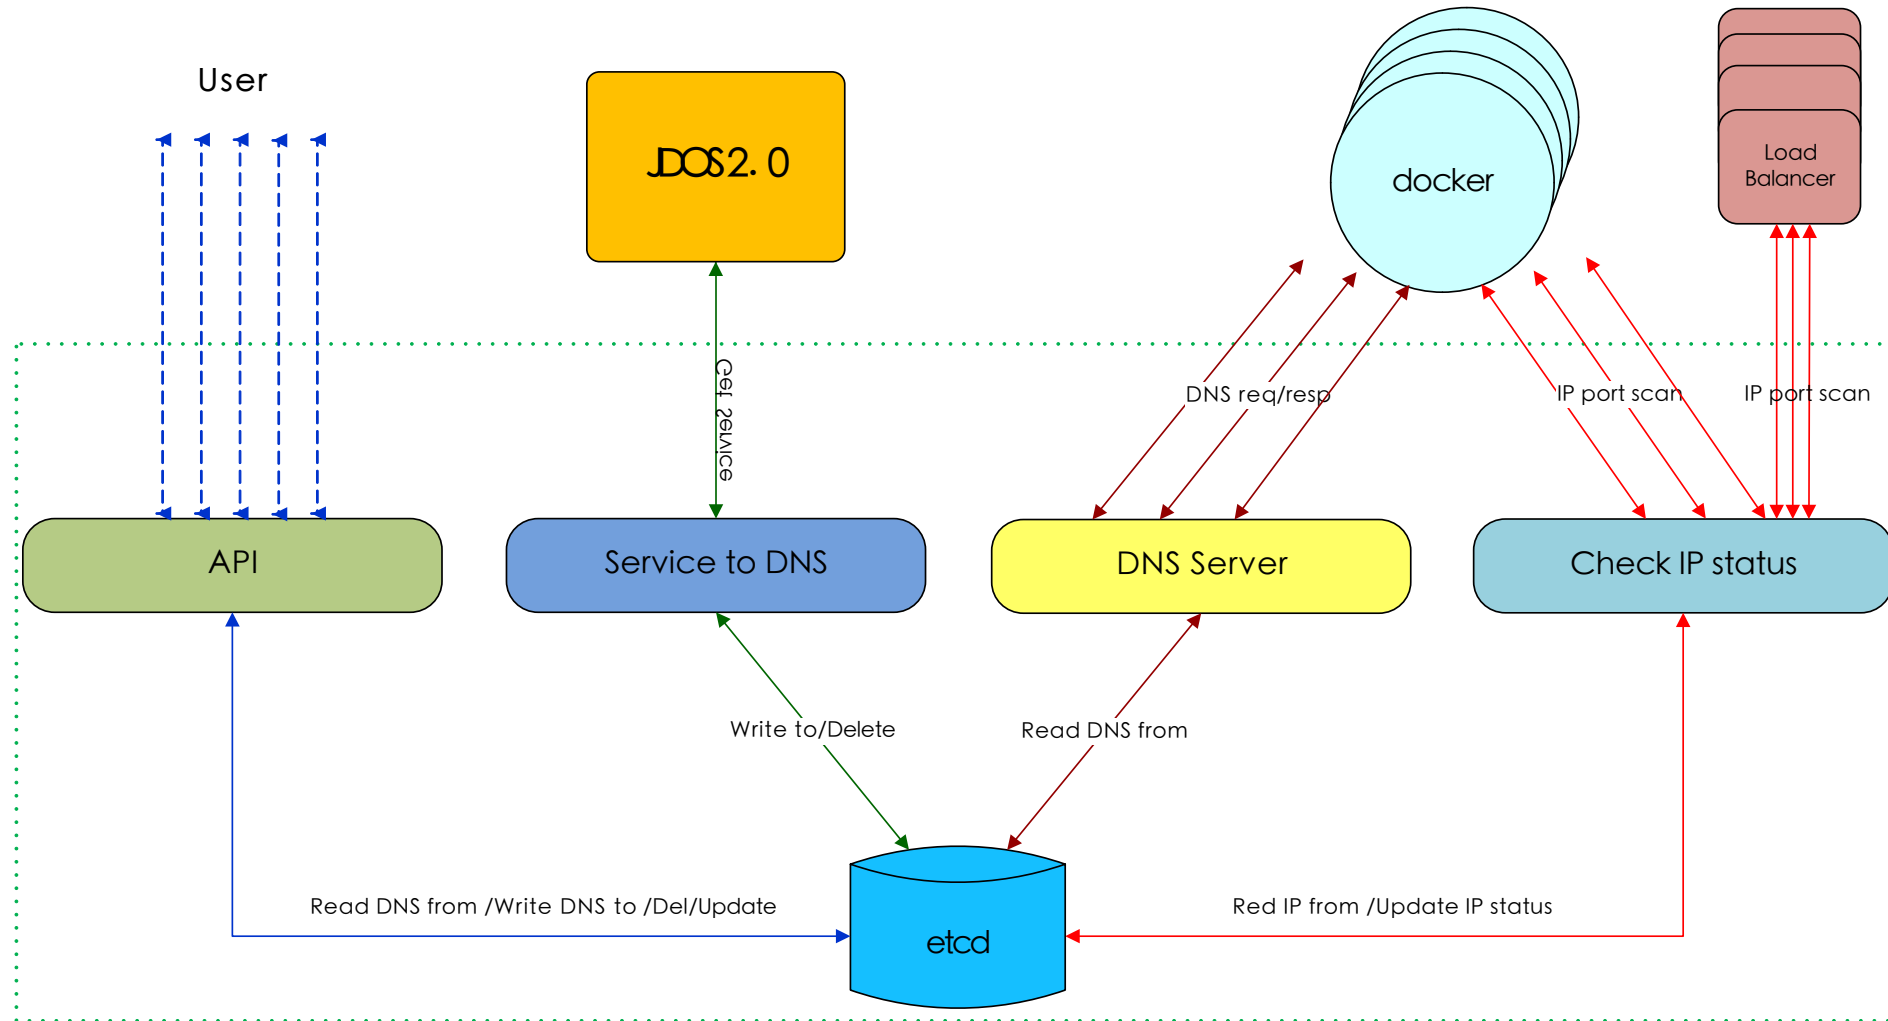 User
JDOS2.0
docker
Load
Balancer
Get service
DNS req/resp
IP port scan
IP port scan
API
Service to DNS
DNS Server
Check IP status
Write to/Delete
Read DNS from
Read DNS from /Write DNS to /Del/Update
Red IP from /Update IP status
etcd